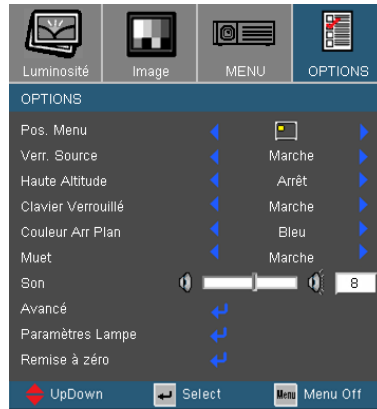 Luminosité Image MENU OPTIONS
OPTIONS
Pos. Menu
Verr. Source Marche
Haute Altitude Arrêt
Clavier Verrouillé Marche
Couleur Arr Plan Bleu
Muet Marche
Son 8
Avancé
Paramètres Lampe
Remise à zéro
UpDown Select Menu Menu Off